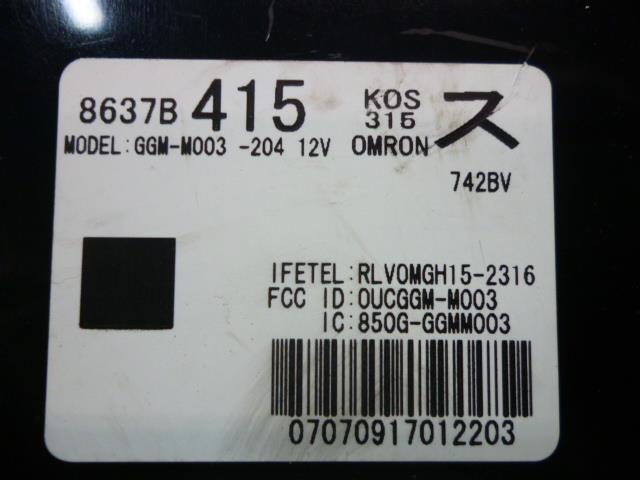 8637B 415 KOS 315 ス
MODEL:GGM-M003 -204 12V OMRON
742BV
IFETEL:RLVOMGH15-2316
FCC ID:OUCGGM-M003
IC:850G-GGMM003
07070917012203